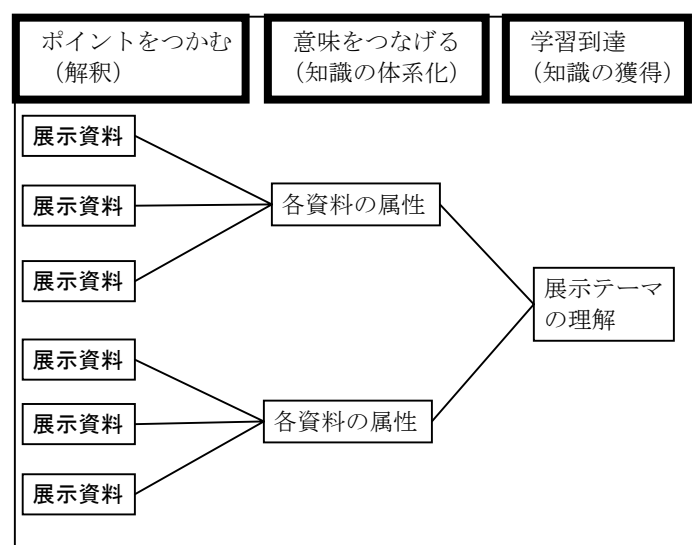 ポイントをつかむ
（解釈）
意味をつなげる
（知識の体系化）
学習到達
（知識の獲得）
展示資料
展示資料
展示資料
各資料の属性
展示テーマ
の理解
展示資料
展示資料
展示資料
各資料の属性